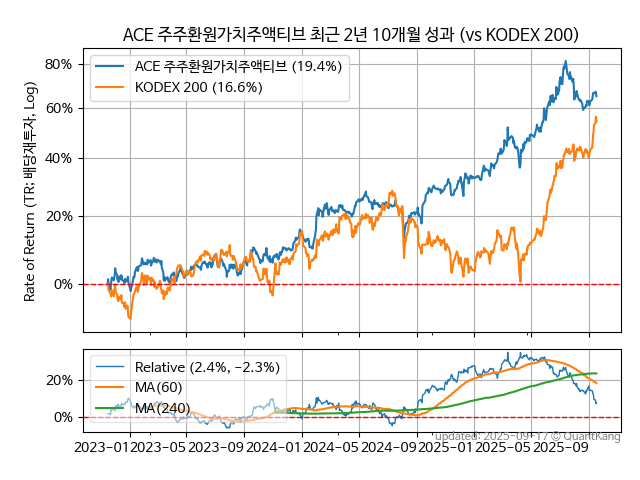 ACE 주주환원가치주액티브 최근 2년 10개월 성과 (vs KODEX 200)
Rate of Return (TR: 배당재투자, Log)
80%
60%
40%
20%
0%
ACE 주주환원가치주액티브 (19.4%)
KODEX 200 (16.6%)
20%
0%
Relative (2.4%, −2.3%)
MA(60)
MA(240)
2023-01 2023-05 2023-09 2024-01 2024-05 2024-09 2025-01 2025-05 2025-09
updated: 2025-09-17 © QuantKang